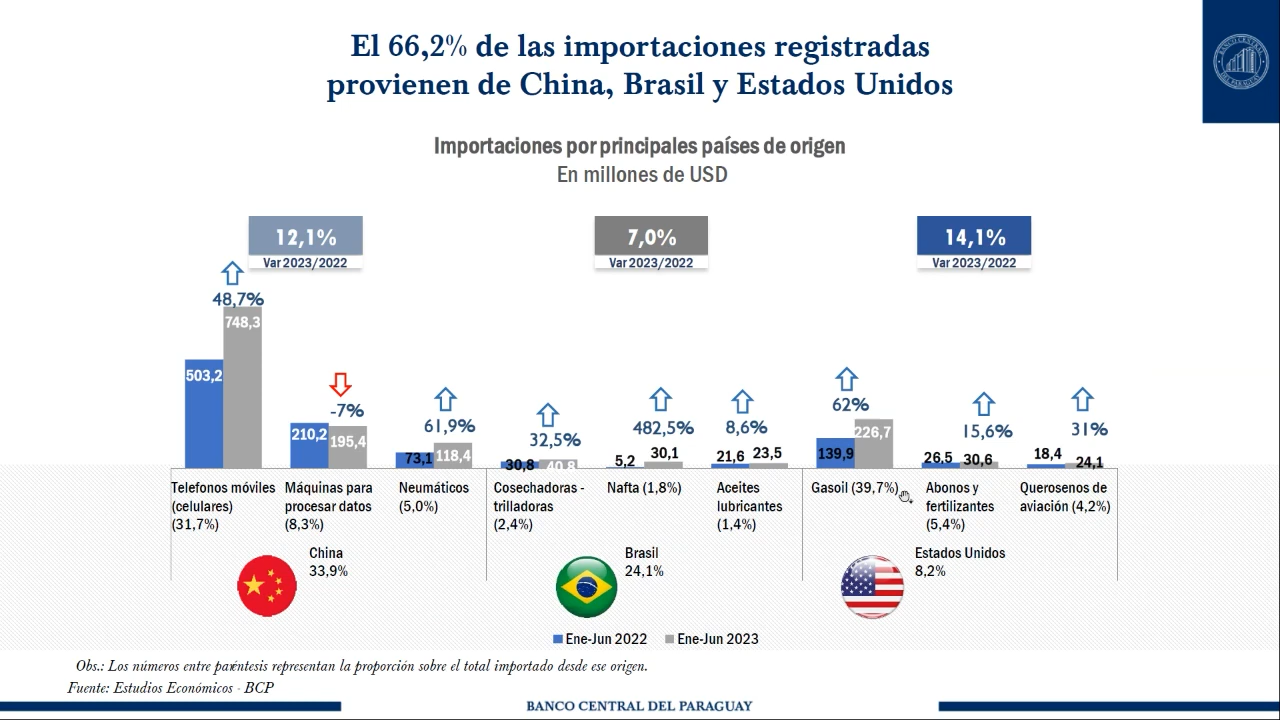 El 66,2% de las importaciones registradas
provienen de China, Brasil y Estados Unidos
BANCO CENTRAL
DEL PARAGUAY
Importaciones por principales países de origen
En millones de USD
12,1%
Var 2023/2022
7,0%
Var 2023/2022
14,1%
Var 2023/2022
48,7%
503,2
748,3
-7%
210,2
195,4
61,9%
73,1
118,4
32,5%
30,8
40,8
482,5%
5,2
30,1
8,6%
21,6
23,5
62%
139,9
226,7
15,6%
26,5
30,6
31%
18,4
24,1
Telefonos móviles
(celulares)
(31,7%)
Máquinas para
procesar datos
(8,3%)
Neumáticos
(5,0%)
Cosechadoras -
trilladoras
(2,4%)
Nafta (1,8%)
Aceites
lubricantes
(1,4%)
Gasoil (39,7%)
Abonos y
fertilizantes
(5,4%)
Querosenos de
aviación (4,2%)
China
33,9%
Brasil
24,1%
Estados Unidos
8,2%
Ene-Jun 2022
Ene-Jun 2023
Obs.: Los números entre paréntesis representan la proporción sobre el total importado desde ese origen.
Fuente: Estudios Económicos - BCP
BANCO CENTRAL DEL PARAGUAY